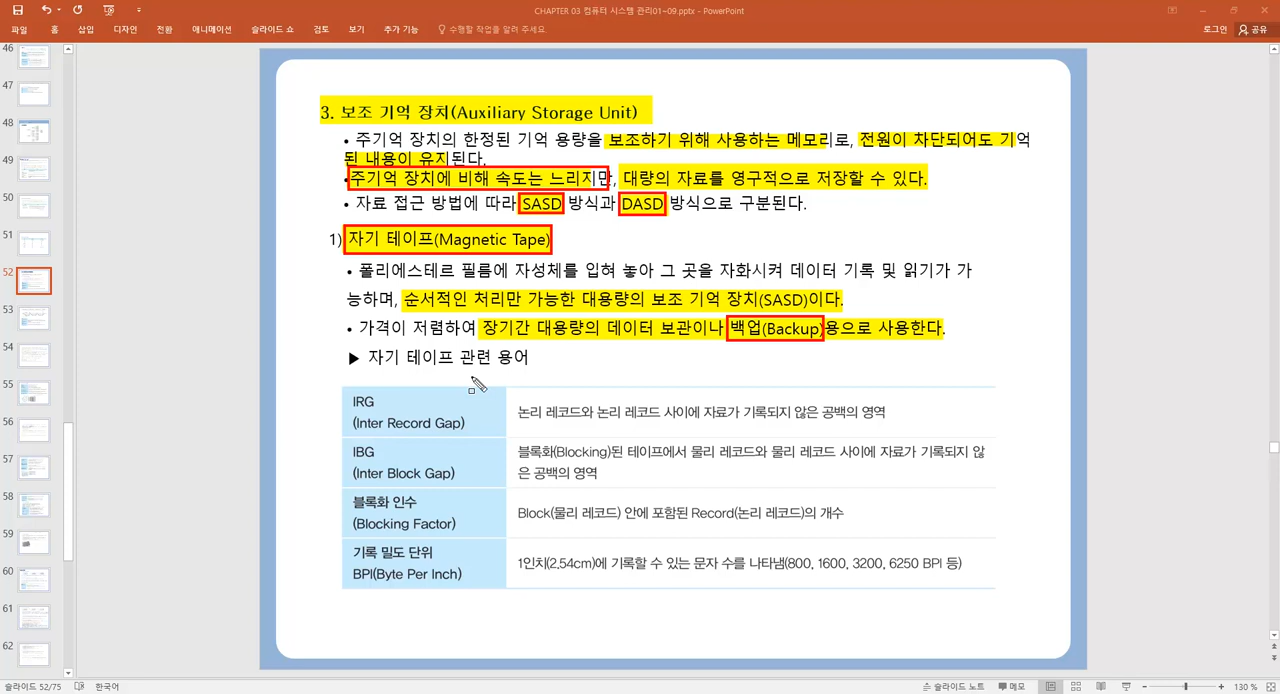 CHAPTER 03 컴퓨터 시스템 관리01~09.pptx - PowerPoint
파일 홈 삽입 디자인 전환 애니메이션 슬라이드 쇼 검토 보기 추가 기능 수행할 작업을 알려 주세요. 로그인 공유
46
47
48
49
50
51
52
53
54
55
56
57
58
59
60
61
62
3. 보조 기억 장치(Auxiliary Storage Unit)
• 주기억 장치의 한정된 기억 용량을 보조하기 위해 사용하는 메모리로, 전원이 차단되어도 기억
된 내용이 유지된다.
• 주기억 장치에 비해 속도는 느리지만, 대량의 자료를 영구적으로 저장할 수 있다.
• 자료 접근 방법에 따라 SASD 방식과 DASD 방식으로 구분된다.
1) 자기 테이프(Magnetic Tape)
• 폴리에스테르 필름에 자성체를 입혀 놓아 그 곳을 자화시켜 데이터 기록 및 읽기가 가
능하며, 순서적인 처리만 가능한 대용량의 보조 기억 장치(SASD)이다.
• 가격이 저렴하여 장기간 대용량의 데이터 보관이나 백업(Backup)용으로 사용한다.
▶ 자기 테이프 관련 용어
IRG
(Inter Record Gap)
논리 레코드와 논리 레코드 사이에 자료가 기록되지 않은 공백의 영역
IBG
(Inter Block Gap)
블록화(Blocking)된 테이프에서 물리 레코드와 물리 레코드 사이에 자료가 기록되지 않
은 공백의 영역
블록화 인수
(Blocking Factor)
Block(물리 레코드) 안에 포함된 Record(논리 레코드)의 개수
기록 밀도 단위
BPI(Byte Per Inch)
1인치(2.54cm)에 기록할 수 있는 문자 수를 나타냄(800, 1600, 3200, 6250 BPI 등)
슬라이드 52/75 한국어 슬라이드 노트 메모 130 %